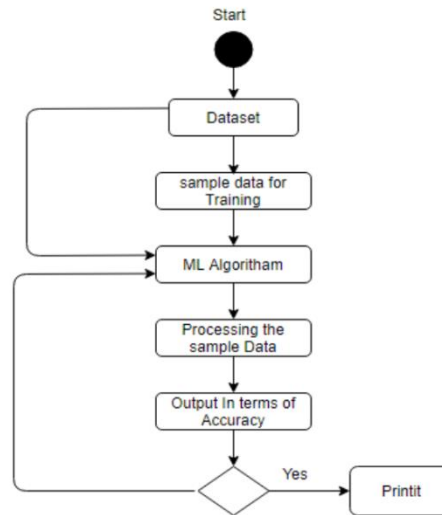 Start
Dataset
sample data for
Training
ML Algoritham
Processing the
sample Data
Output In terms of
Accuracy
Yes
Printit